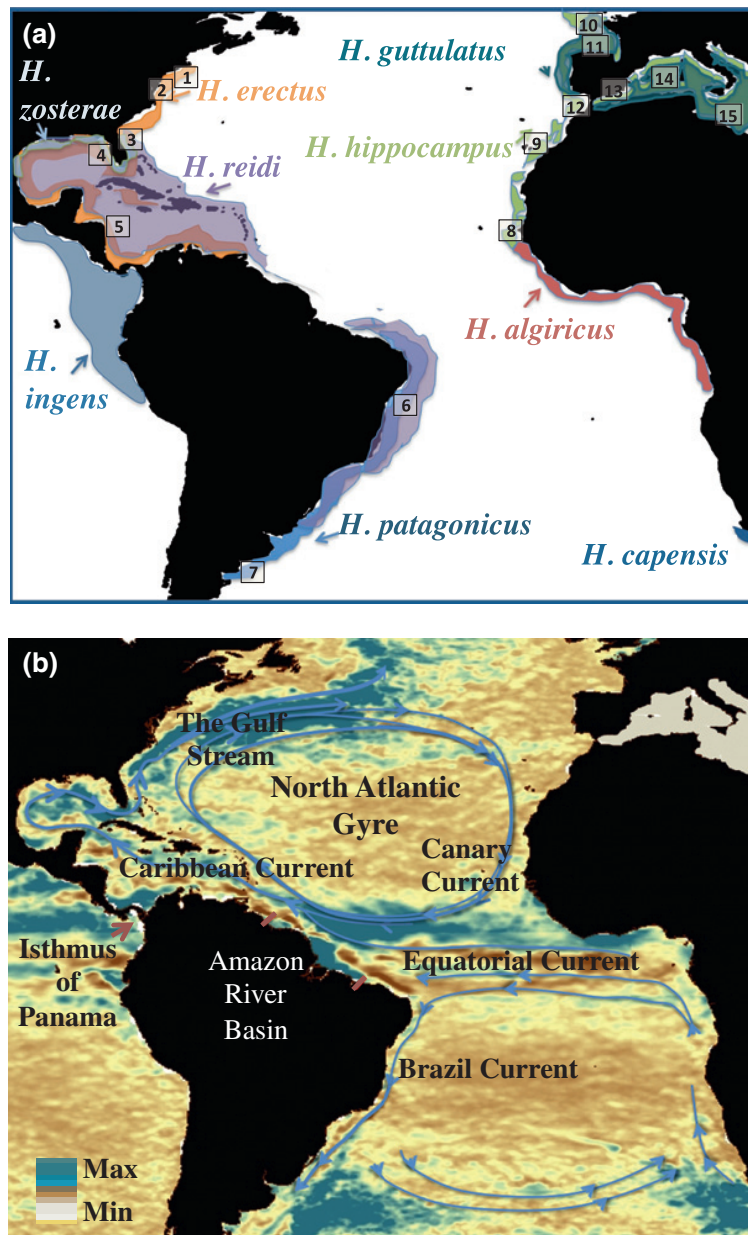 (a)
H.
zosterae
H. guttulatus
H. erectus
H. reidi
H. hippocampus
H. algiricus
H.
ingens
H. patagonicus
H. capensis
1
2
3
4
5
6
7
8
9
10
11
12
13
14
15
(b)
The Gulf
Stream
North Atlantic
Gyre
Canary
Current
Caribbean Current
Isthmus
of
Panama
Amazon
River
Basin
Equatorial Current
Brazil Current
Max
Min